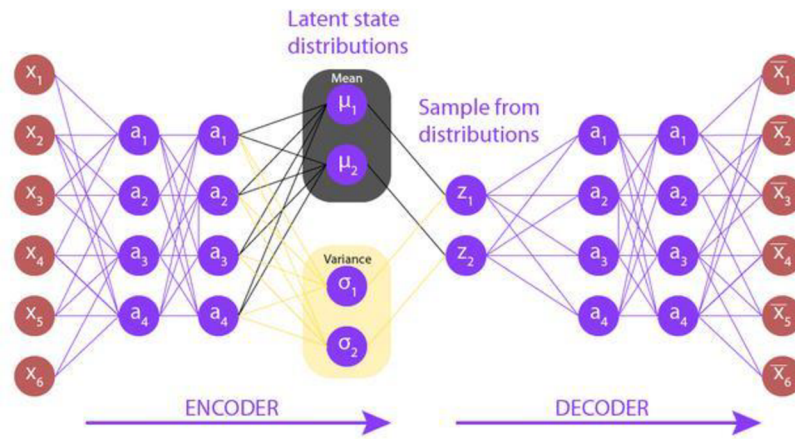 Latent state
distributions
Mean
μ₁
μ₂
Sample from
distributions
Variance
σ₁
σ₂
x₁
x₂
x₃
x₄
x₅
x₆
a₁
a₂
a₃
a₄
a₁
a₂
a₃
a₄
z₁
z₂
a₁
a₂
a₃
a₄
a₁
a₂
a₃
a₄
x̅₁
x̅₂
x̅₃
x̅₄
x̅₅
x̅₆
ENCODER
DECODER